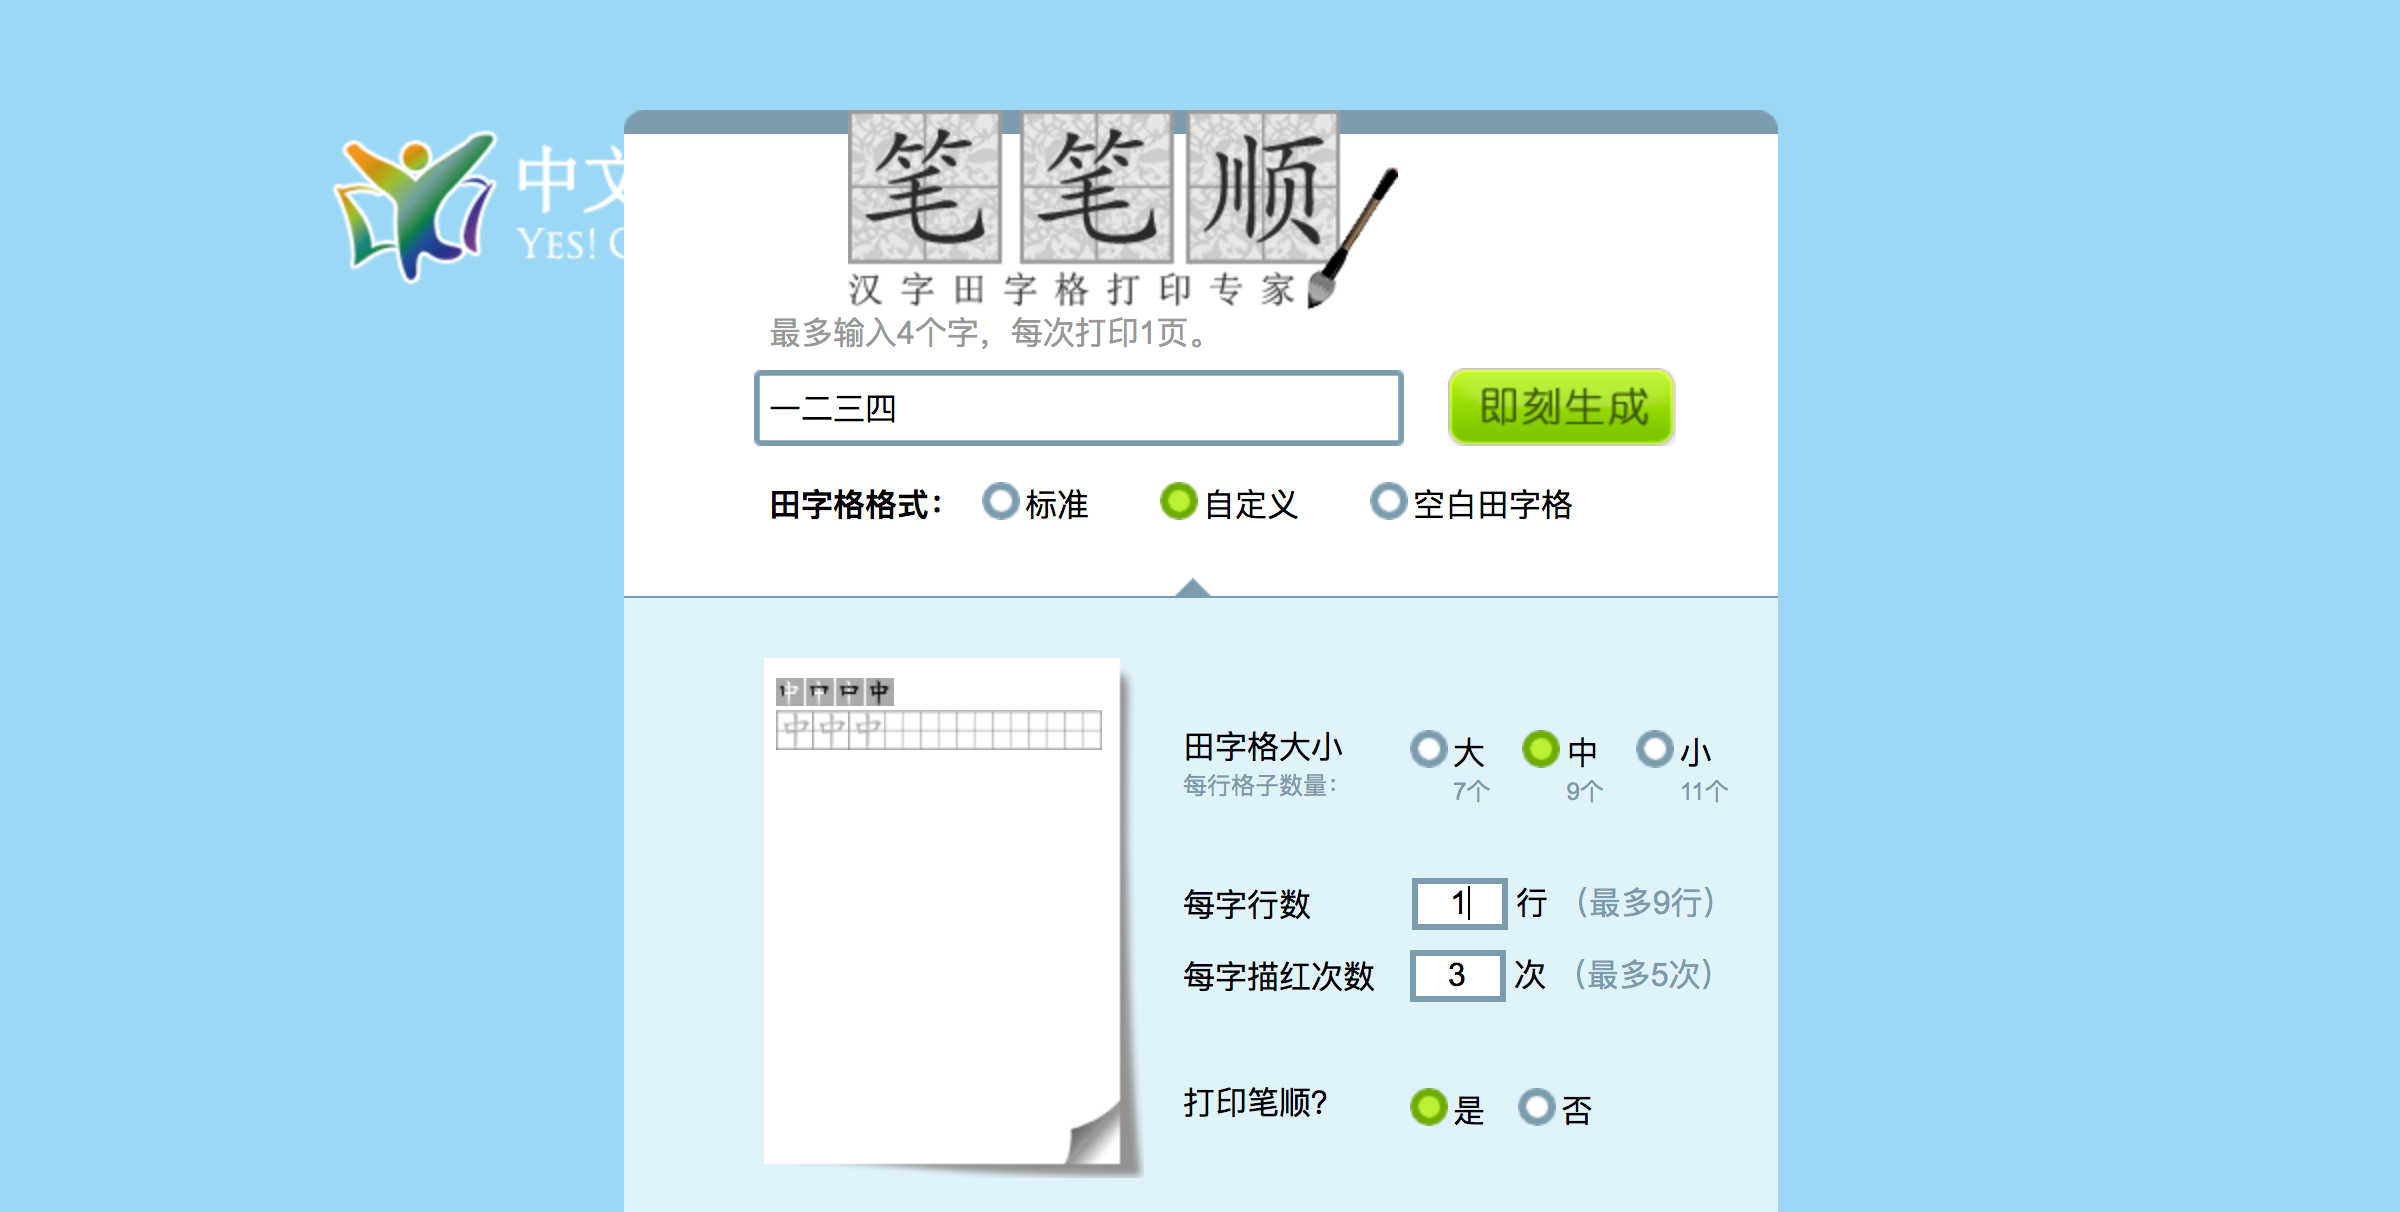 中文
YES! C
笔笔顺
汉字田字格打印专家
最多输入4个字，每次打印1页。
一二三四
即刻生成
田字格格式： 标准 自定义 空白田字格
中 中 中 中
中 中 中
田字格大小 大 中 小
每行格子数量： 7个 9个 11个
每字行数 1 行 （最多9行）
每字描红次数 3 次 （最多5次）
打印笔顺？ 是 否